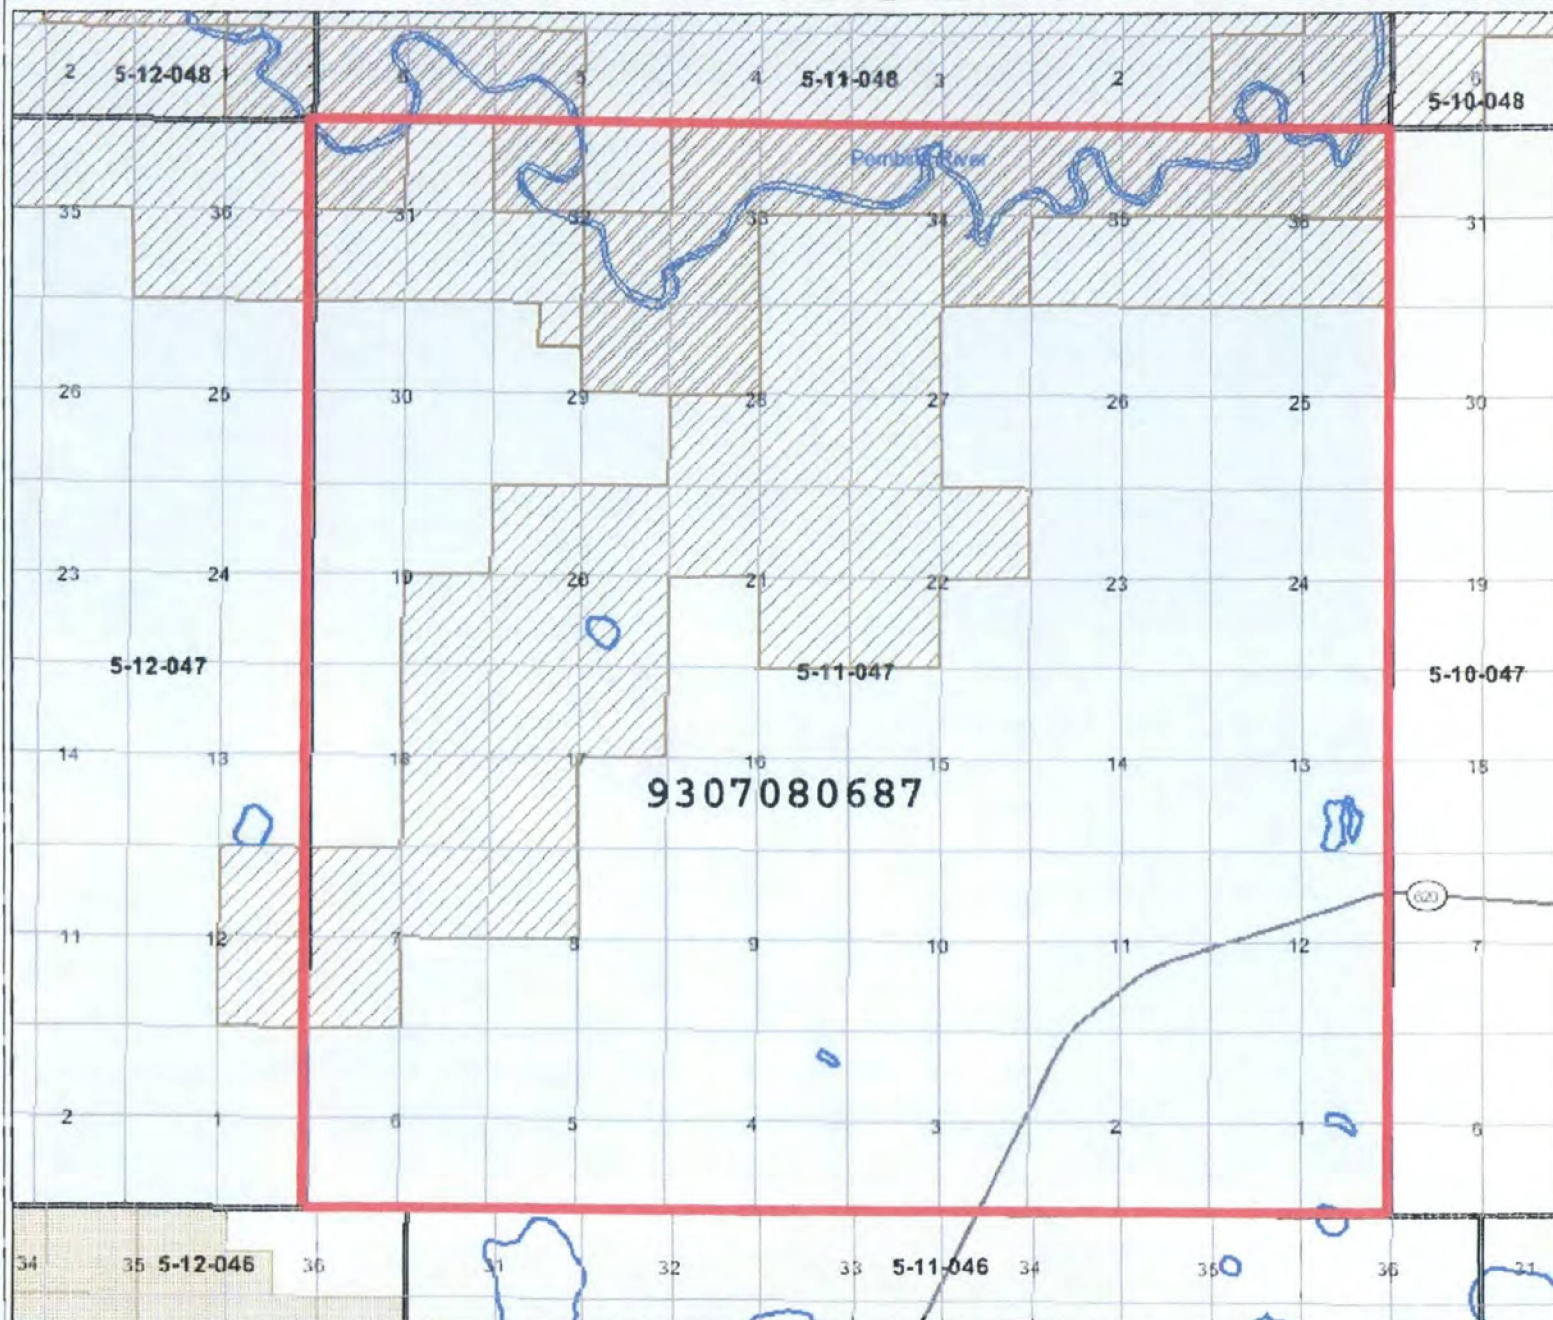 2 5-12-048 1 6 5 4 5-11-048 3 2 1 6
5-10-048
Pembina River
35 36 31 32 33 34 35 36 31
26 25 30 29 28 27 26 25 30
23 24 19 20 21 22 23 24 19
5-12-047 5-11-047 5-10-047
14 13 18 17 16 15 14 13 18
9307080687
620
11 12 7 8 9 10 11 12 7
2 1 6 5 4 3 2 1 6
34 35 5-12-046 36 31 32 33 5-11-046 34 35 36 31